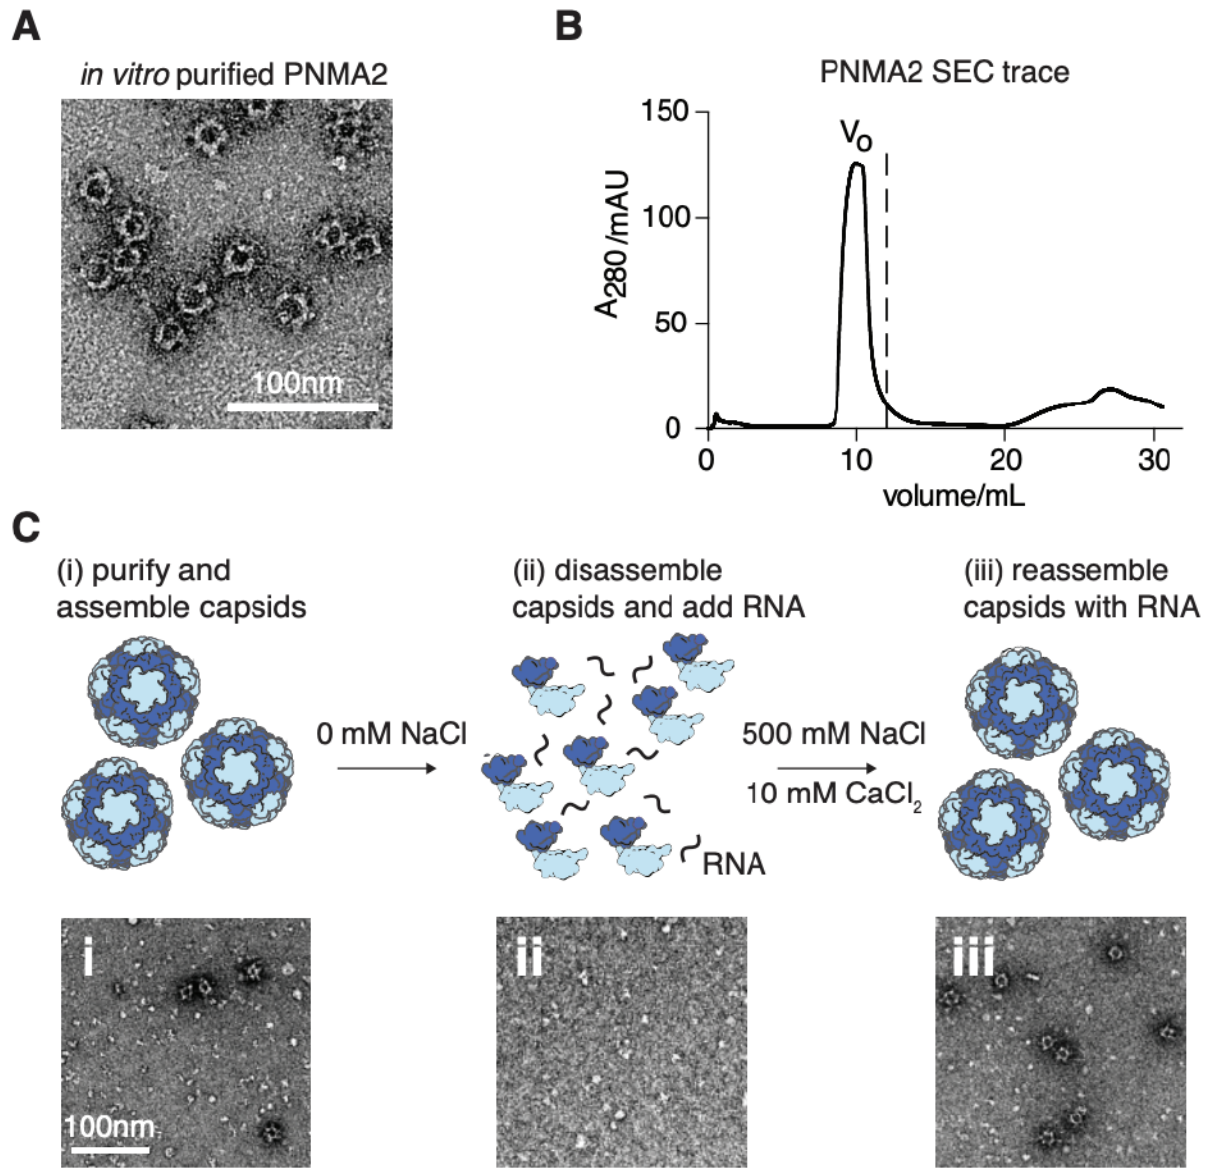 A
in vitro purified PNMA2
100nm
B
PNMA2 SEC trace
150
100
50
0
A280/mAU
Vo
0 10 20 30
volume/mL
C
(i) purify and
assemble capsids
0 mM NaCl
(ii) disassemble
capsids and add RNA
RNA
500 mM NaCl
10 mM CaCl2
(iii) reassemble
capsids with RNA
i
100nm
ii
iii